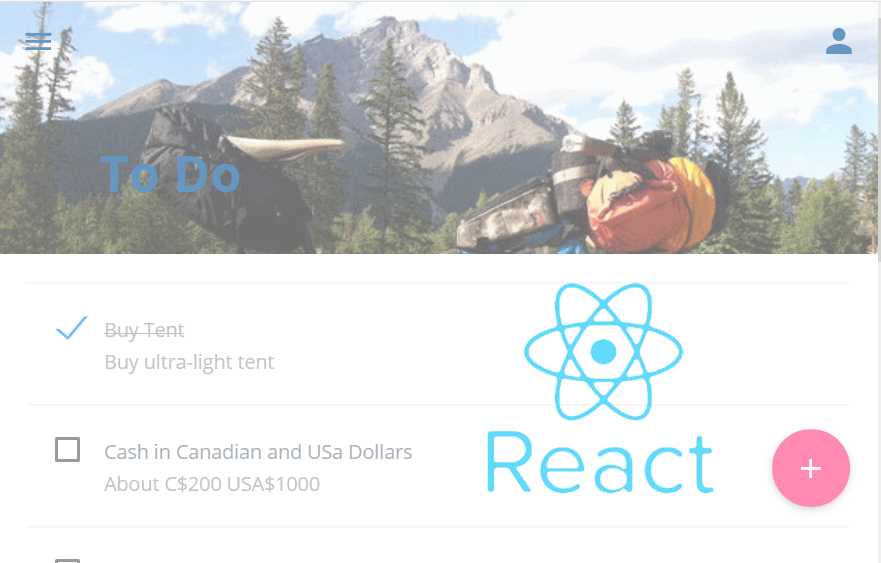 To Do
Buy Tent
Buy ultra-light tent
Cash in Canadian and USa Dollars
About C$200 USA$1000
React
+